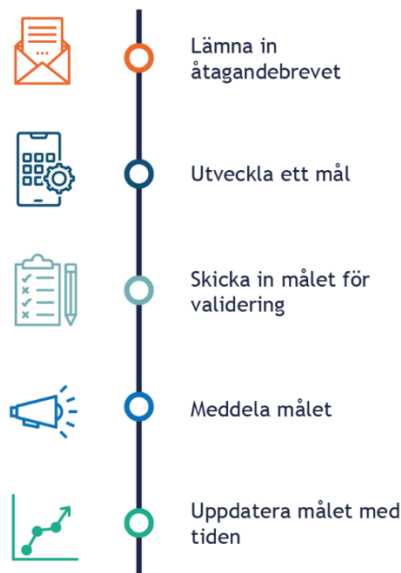 Lämna in
åtagandebrevet
Utveckla ett mål
Skicka in målet för
validering
Meddela målet
Uppdatera målet med
tiden